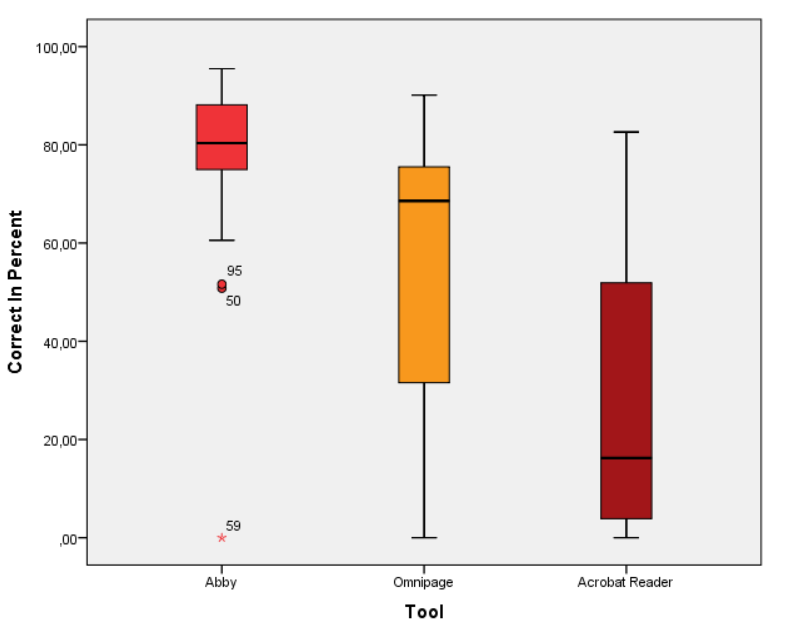 Correct In Percent
100,00
80,00
60,00
40,00
20,00
,00
95
50
59
Abby
Omnipage
Acrobat Reader
Tool